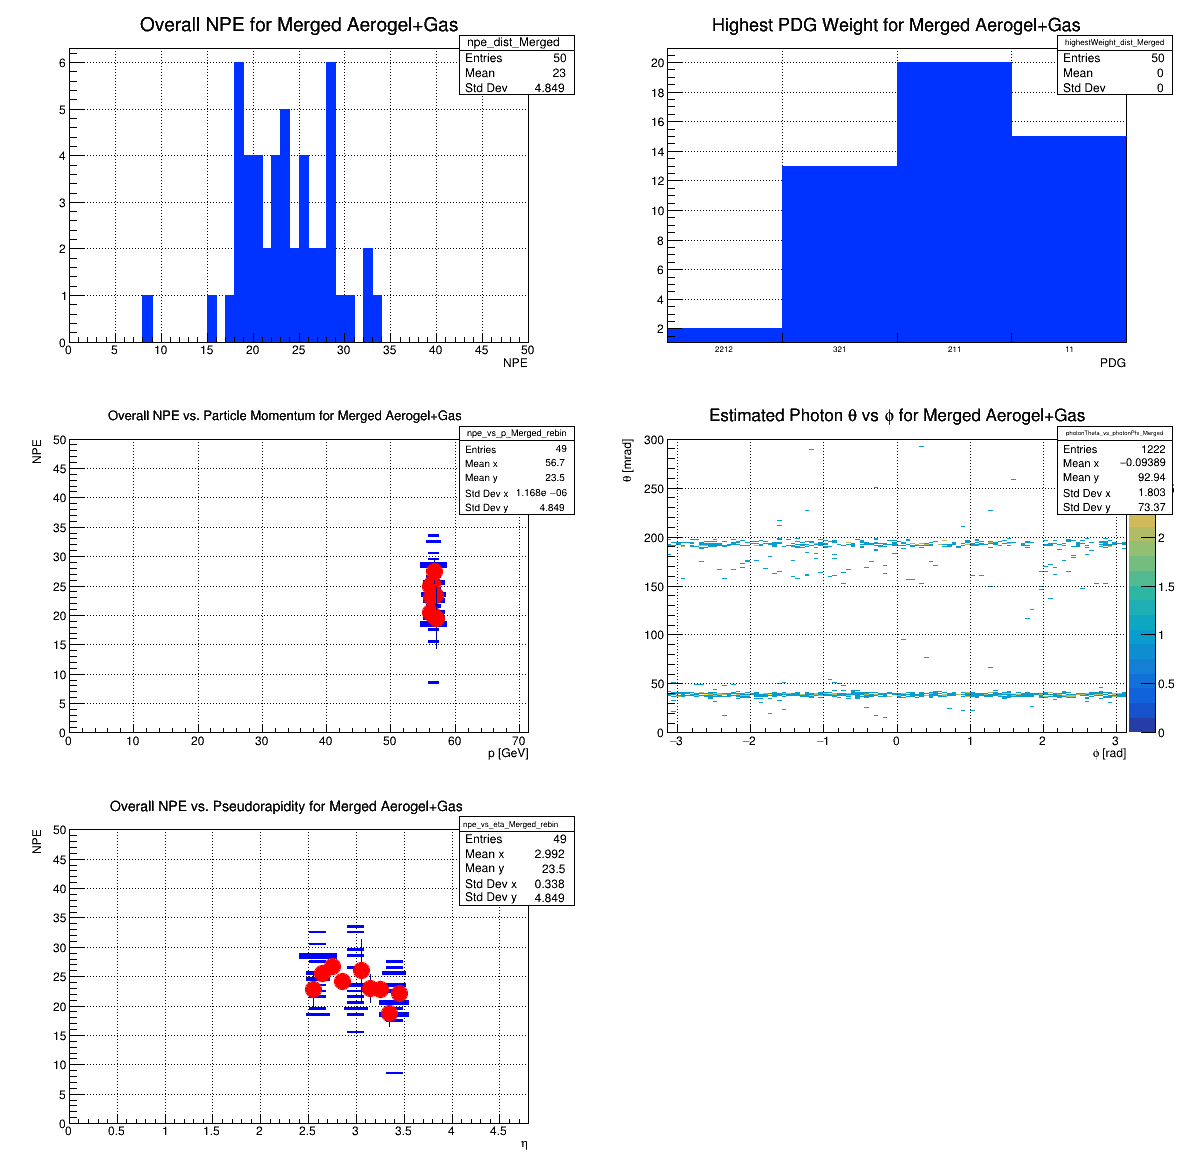 Overall NPE for Merged Aerogel+Gas
npe_dist_Merged
Entries 50
Mean 23
Std Dev 4.849
6
5
4
3
2
1
0
0 5 10 15 20 25 30 35 40 45 50
NPE
Highest PDG Weight for Merged Aerogel+Gas
highestWeight_dist_Merged
Entries 50
Mean 0
Std Dev 0
20
18
16
14
12
10
8
6
4
2
2212 321 211 11
PDG
Overall NPE vs. Particle Momentum for Merged Aerogel+Gas
npe_vs_p_Merged_rebin
Entries 49
Mean x 56.7
Mean y 23.5
Std Dev x 1.168e −06
Std Dev y 4.849
NPE
50
45
40
35
30
25
20
15
10
5
0
0 10 20 30 40 50 60 70
p [GeV]
Estimated Photon θ vs ϕ for Merged Aerogel+Gas
photonTheta_vs_photonPhi_Merged
Entries 1222
Mean x −0.09389
Mean y 92.94
Std Dev x 1.803
Std Dev y 73.37
θ [mrad]
300
250
200
150
100
50
0
−3 −2 −1 0 1 2 3
ϕ [rad]
2
1.5
1
0.5
0
Overall NPE vs. Pseudorapidity for Merged Aerogel+Gas
npe_vs_eta_Merged_rebin
Entries 49
Mean x 2.992
Mean y 23.5
Std Dev x 0.338
Std Dev y 4.849
NPE
50
45
40
35
30
25
20
15
10
5
0
0 0.5 1 1.5 2 2.5 3 3.5 4 4.5
η